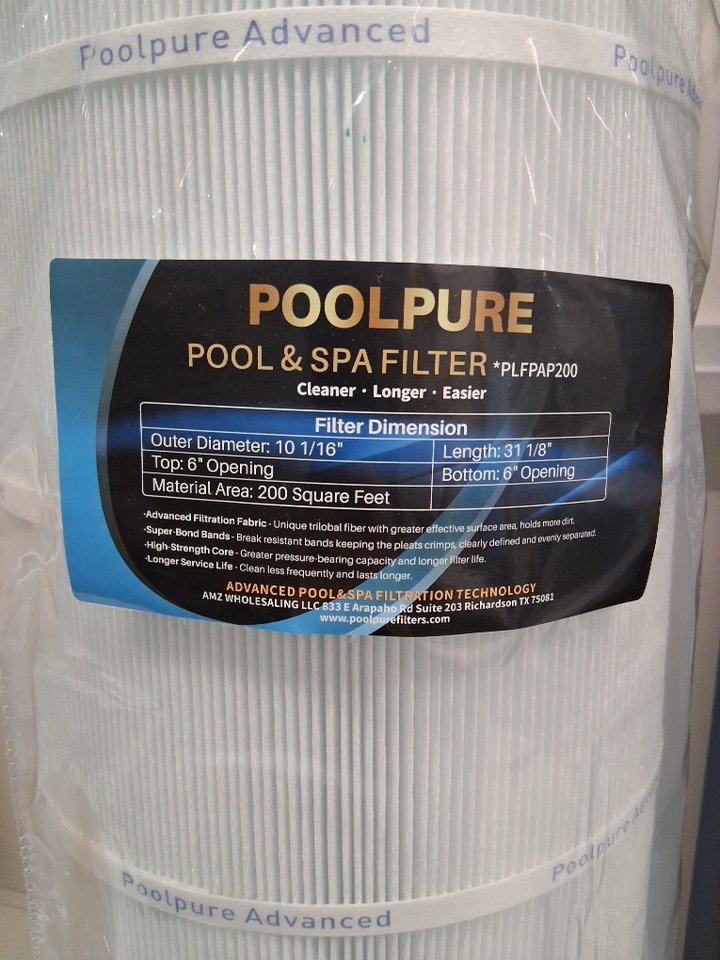 Poolpure Advanced
Poolpure Adva
POOLPURE
POOL & SPA FILTER *PLFPAP200
Cleaner · Longer · Easier
Filter Dimension
Outer Diameter: 10 1/16" Length: 31 1/8"
Top: 6" Opening Bottom: 6" Opening
Material Area: 200 Square Feet
·Advanced Filtration Fabric - Unique trilobal fiber with greater effective surface area, holds more dirt.
·Super-Bond Bands - Break resistant bands keeping the pleats crimps, clearly defined and evenly separated.
·High-Strength Core - Greater pressure-bearing capacity and longer filter life.
·Longer Service Life - Clean less frequently and lasts longer.
ADVANCED POOL&SPA FILTRATION TECHNOLOGY
AMZ WHOLESALING LLC 833 E Arapaho Rd Suite 203 Richardson TX 75081
www.poolpurefilters.com
Poolpure Adva
Poolpure Advanced